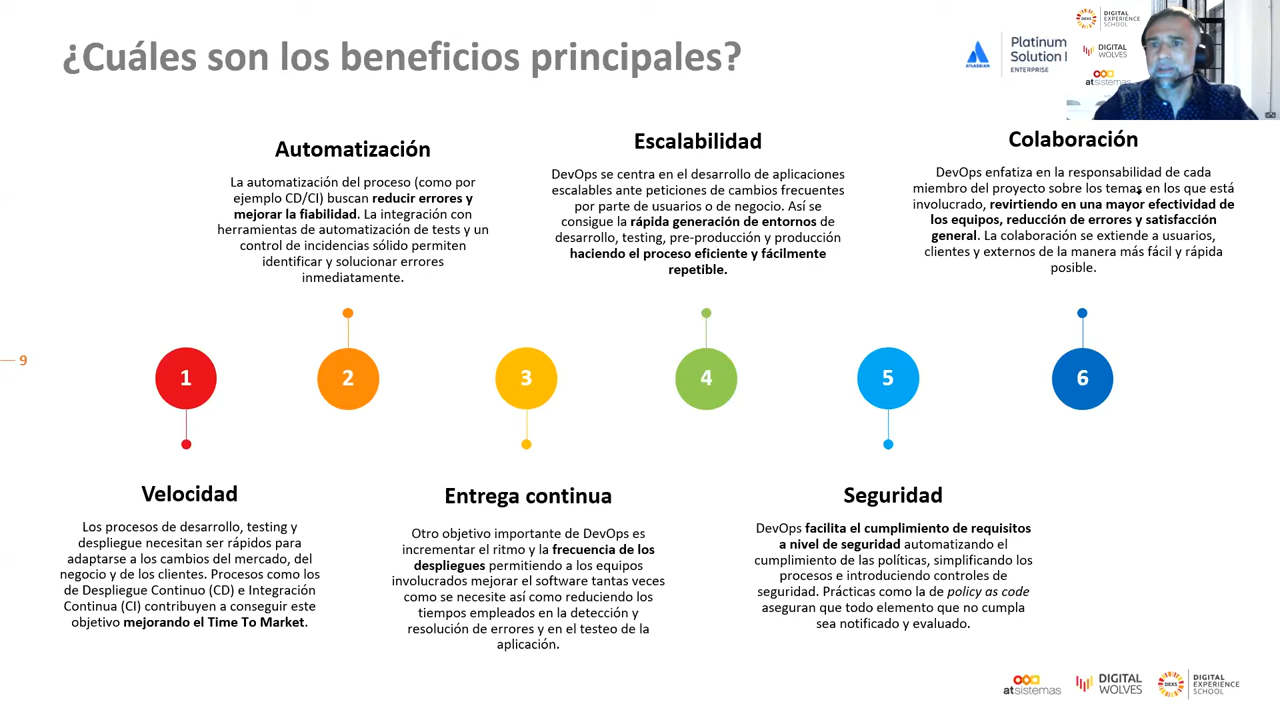 ¿Cuáles son los beneficios principales?
ATLASSIAN
Platinum
Solution
ENTERPRISE
DEXS
DIGITAL
EXPERIENCE
SCHOOL
DIGITAL
WOLVES
atsistemas
Automatización
La automatización del proceso (como por
ejemplo CD/CI) buscan reducir errores y
mejorar la fiabilidad. La integración con
herramientas de automatización de tests y un
control de incidencias sólido permiten
identificar y solucionar errores
inmediatamente.
Escalabilidad
DevOps se centra en el desarrollo de aplicaciones
escalables ante peticiones de cambios frecuentes
por parte de usuarios o de negocio. Así se
consigue la rápida generación de entornos de
desarrollo, testing, pre-producción y producción
haciendo el proceso eficiente y fácilmente
repetible.
Colaboración
DevOps enfatiza en la responsabilidad de cada
miembro del proyecto sobre los temas en los que está
involucrado, revirtiendo en una mayor efectividad de
los equipos, reducción de errores y satisfacción
general. La colaboración se extiende a usuarios,
clientes y externos de la manera más fácil y rápida
posible.
9
1
2
3
4
5
6
Velocidad
Los procesos de desarrollo, testing y
despliegue necesitan ser rápidos para
adaptarse a los cambios del mercado, del
negocio y de los clientes. Procesos como los
de Despliegue Continuo (CD) e Integración
Continua (CI) contribuyen a conseguir este
objetivo mejorando el Time To Market.
Entrega continua
Otro objetivo importante de DevOps es
incrementar el ritmo y la frecuencia de los
despliegues permitiendo a los equipos
involucrados mejorar el software tantas veces
como se necesite así como reduciendo los
tiempos empleados en la detección y
resolución de errores y en el testeo de la
aplicación.
Seguridad
DevOps facilita el cumplimiento de requisitos
a nivel de seguridad automatizando el
cumplimiento de las políticas, simplificando los
procesos e introduciendo controles de
seguridad. Prácticas como la de policy as code
aseguran que todo elemento que no cumpla
sea notificado y evaluado.
atsistemas
DIGITAL
WOLVES
DEXS
DIGITAL
EXPERIENCE
SCHOOL